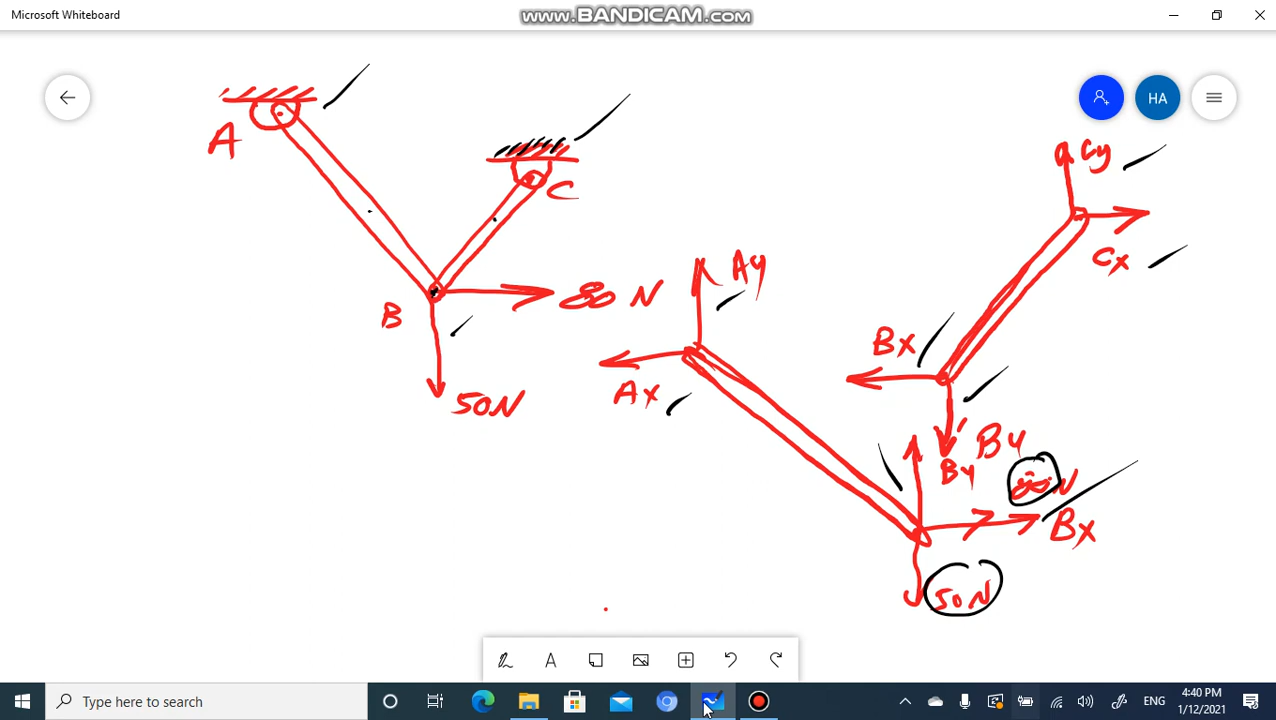 Microsoft Whiteboard
www.BANDICAM.com
HA
A
C
B
80 N
50N
Ay
Ax
Cy
Cx
Bx
By
By
N
Bx
50N
Type here to search
ENG
4:40 PM
1/12/2021